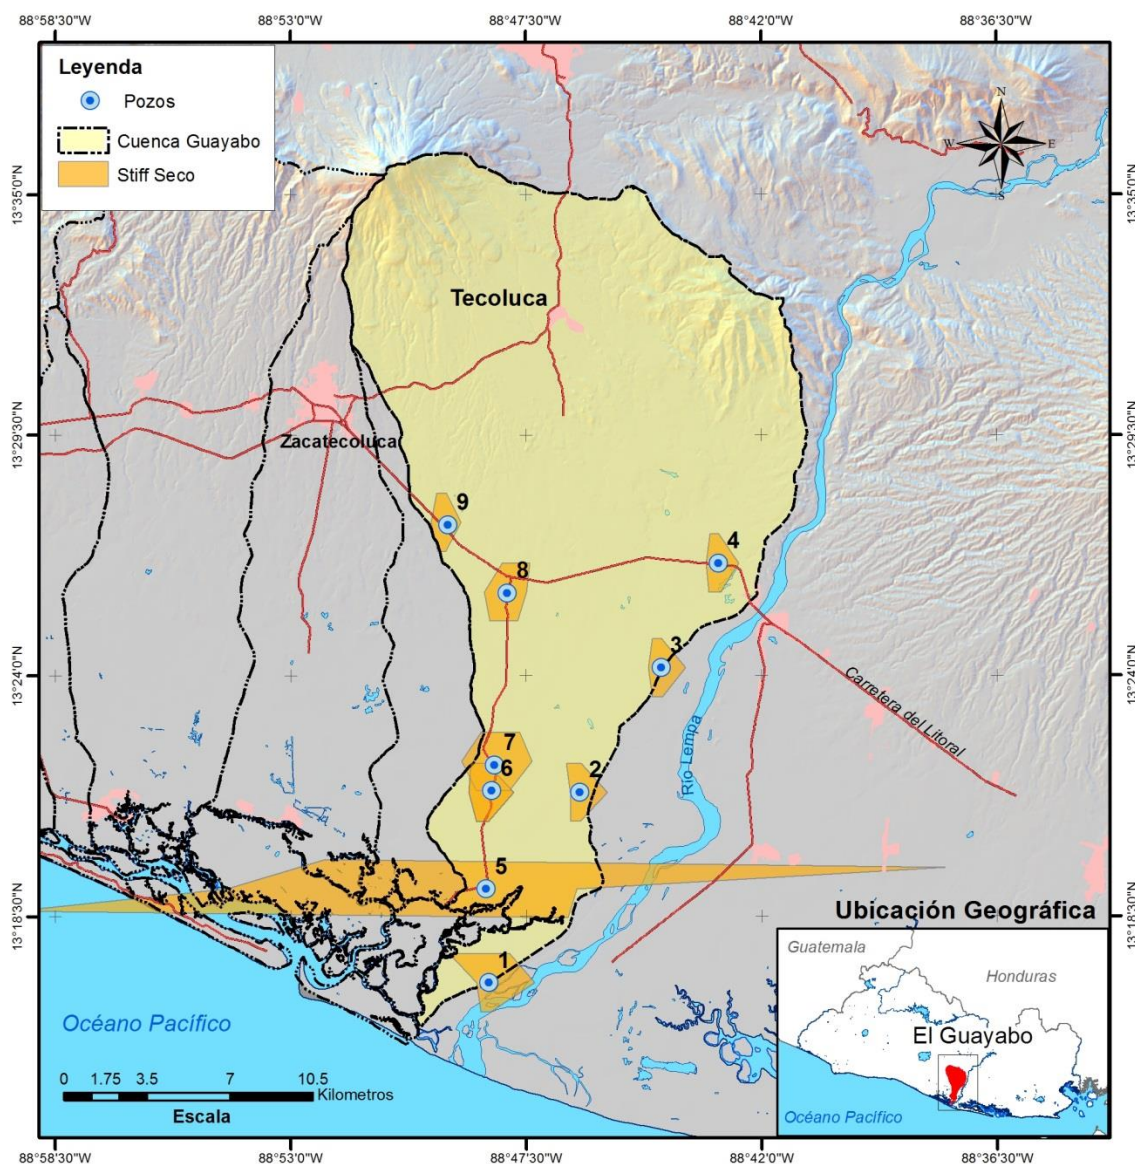 88°58'30"W 88°53'0"W 88°47'30"W 88°42'0"W 88°36'30"W
Leyenda
Pozos
Cuenca Guayabo
Stiff Seco
N
W E
S
13°35'0"N 13°35'0"N
Tecoluca
13°29'30"N 13°29'30"N
Zacatecoluca
9
4
8
3
13°24'0"N 13°24'0"N
Carretera del Litoral
Rio Lempa
7
6
2
5
13°18'30"N 13°18'30"N
1
Ubicación Geográfica
Guatemala
Honduras
El Guayabo
Océano Pacífico
Océano Pacífico
0 1.75 3.5 7 10.5
Kilometros
Escala
88°58'30"W 88°53'0"W 88°47'30"W 88°42'0"W 88°36'30"W